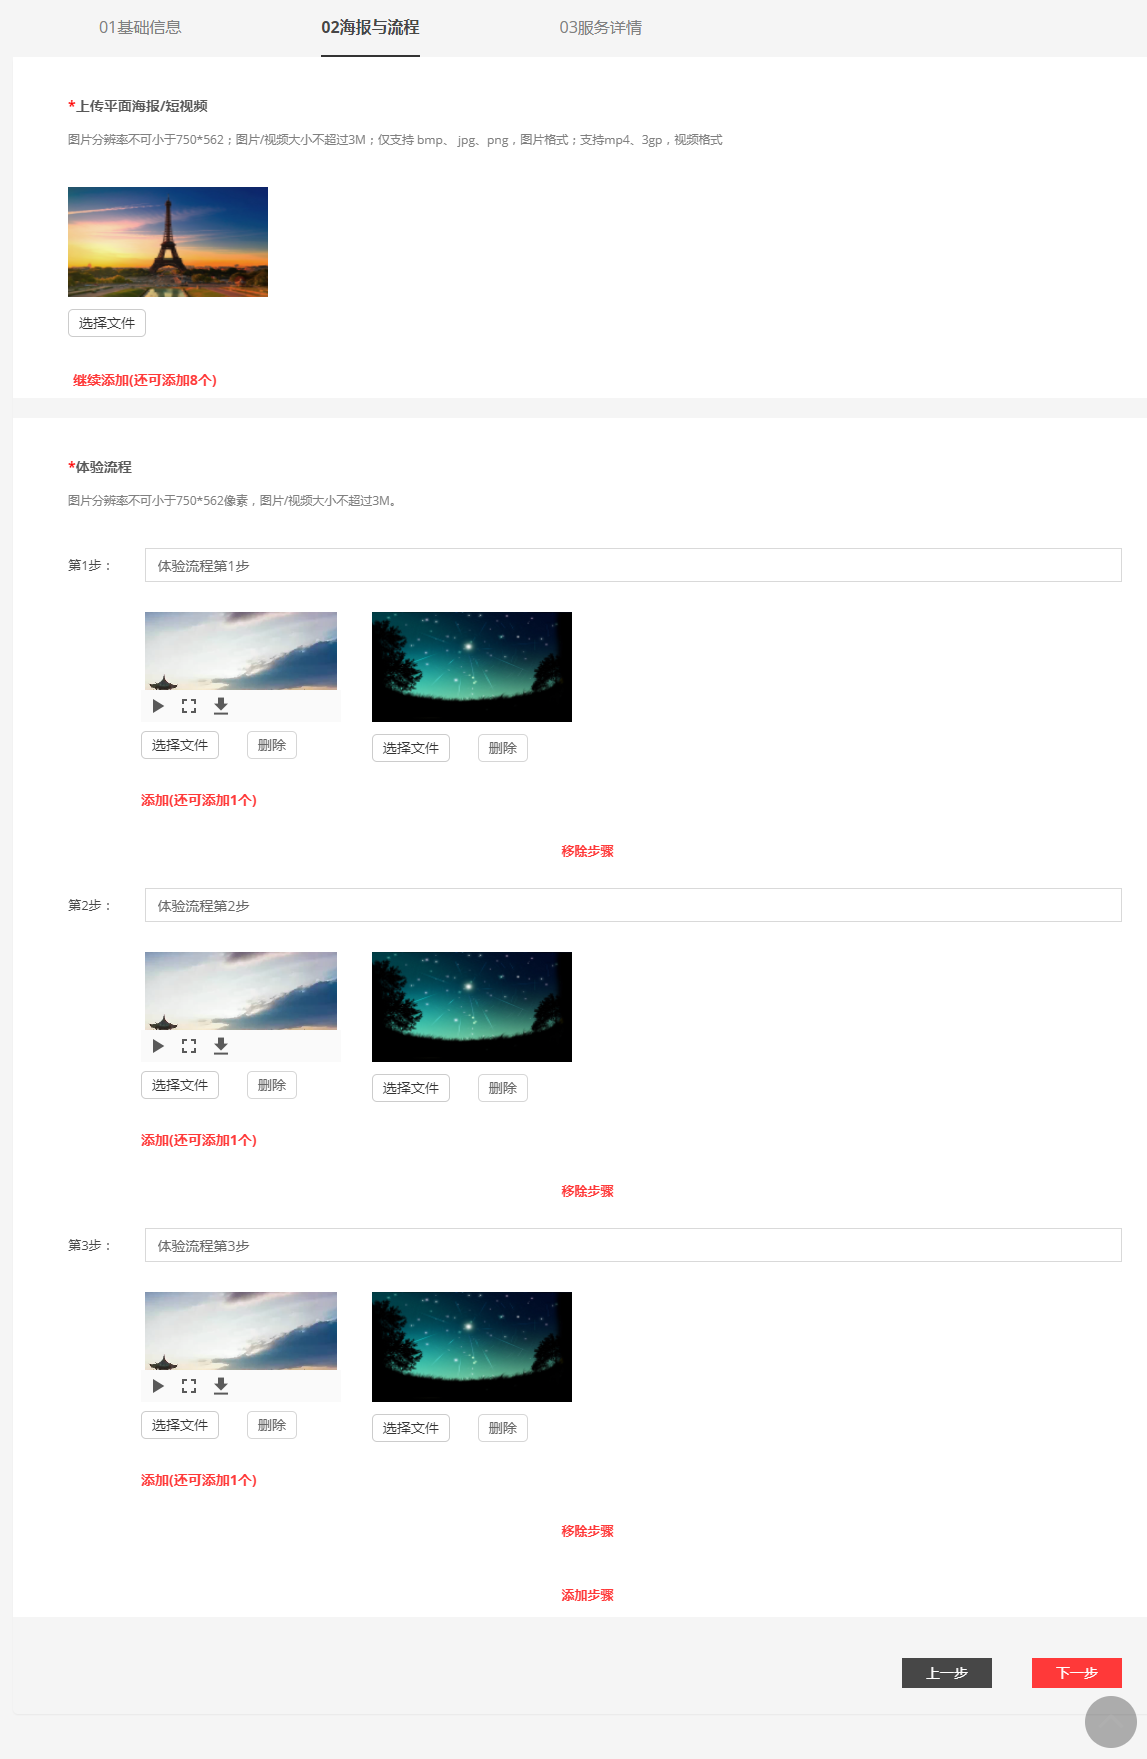 01基础信息 02海报与流程 03服务详情
*上传平面海报/短视频
图片分辨率不可小于750*562；图片/视频大小不超过3M；仅支持 bmp、 jpg、png，图片格式；支持mp4、3gp，视频格式
选择文件
继续添加(还可添加8个)
*体验流程
图片分辨率不可小于750*562像素，图片/视频大小不超过3M。
第1步： 体验流程第1步
选择文件 删除 选择文件 删除
添加(还可添加1个)
移除步骤
第2步： 体验流程第2步
选择文件 删除 选择文件 删除
添加(还可添加1个)
移除步骤
第3步： 体验流程第3步
选择文件 删除 选择文件 删除
添加(还可添加1个)
移除步骤
添加步骤
上一步 下一步